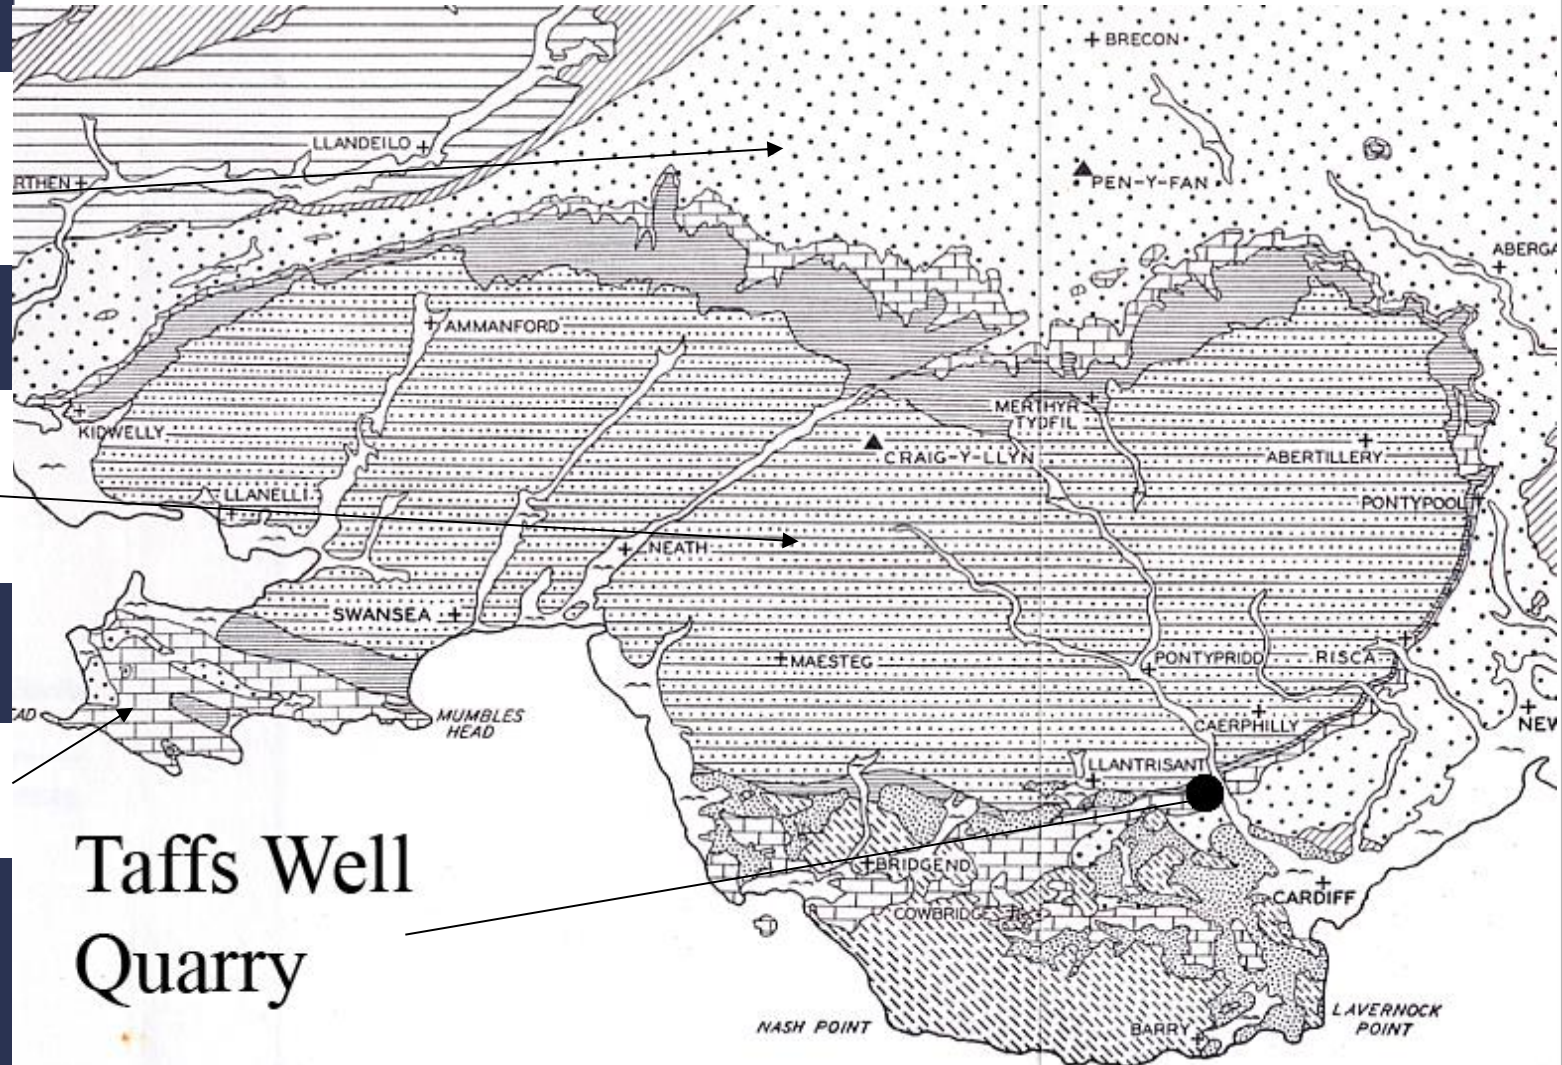 BRECON
LLANDEILO
RTHEN
PEN-Y-FAN
ABERGA
AMMANFORD
MERTHYR
TYDFIL
KIDWELLY
CRAIG-Y-LLYN
ABERTILLERY
LLANELLI
PONTYPOOL
NEATH
SWANSEA
MAESTEG
PONTYPRIDD
RISCA
EAD
MUMBLES
HEAD
CAERPHILLY
NEW
LLANTRISANT
Taffs Well
Quarry
BRIDGEND
CARDIFF
COWBRIDGE
NASH POINT
BARRY
LAVERNOCK
POINT